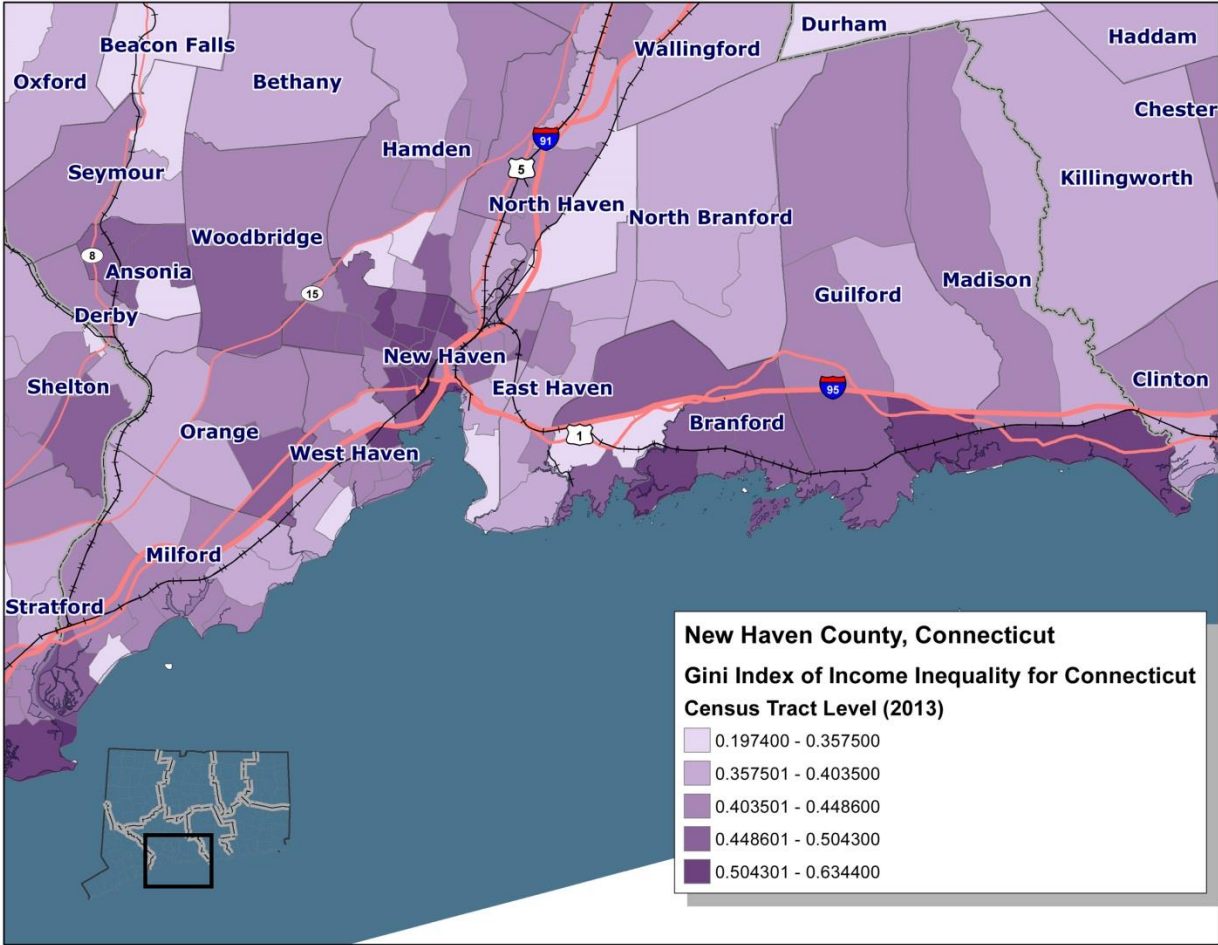 Durham
Beacon Falls
Wallingford
Haddam
Oxford
Bethany
Chester
91
Hamden
5
Seymour
Killingworth
North Haven
North Branford
Woodbridge
8
Ansonia
Madison
15
Guilford
Derby
New Haven
Shelton
East Haven
95
Clinton
Orange
1
Branford
West Haven
Milford
Stratford
New Haven County, Connecticut
Gini Index of Income Inequality for Connecticut
Census Tract Level (2013)
0.197400 - 0.357500
0.357501 - 0.403500
0.403501 - 0.448600
0.448601 - 0.504300
0.504301 - 0.634400